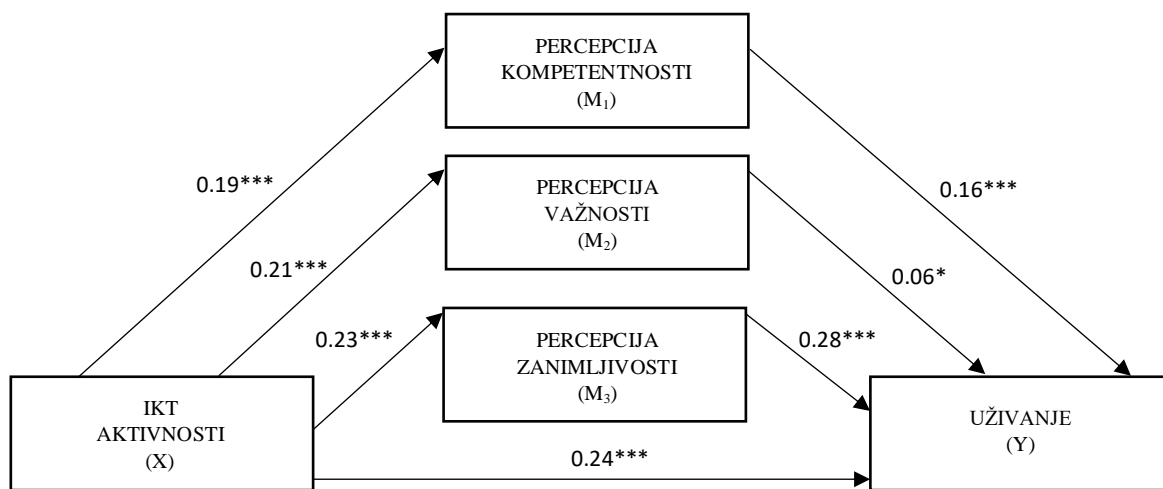 PERCEPCIJA
KOMPETENTNOSTI
(M₁)
0.19***
0.16***
PERCEPCIJA
VAŽNOSTI
(M₂)
0.21***
0.06*
PERCEPCIJA
ZANIMLJIVOSTI
(M₃)
0.23***
0.28***
IKT
AKTIVNOSTI
(X)
UŽIVANJE
(Y)
0.24***